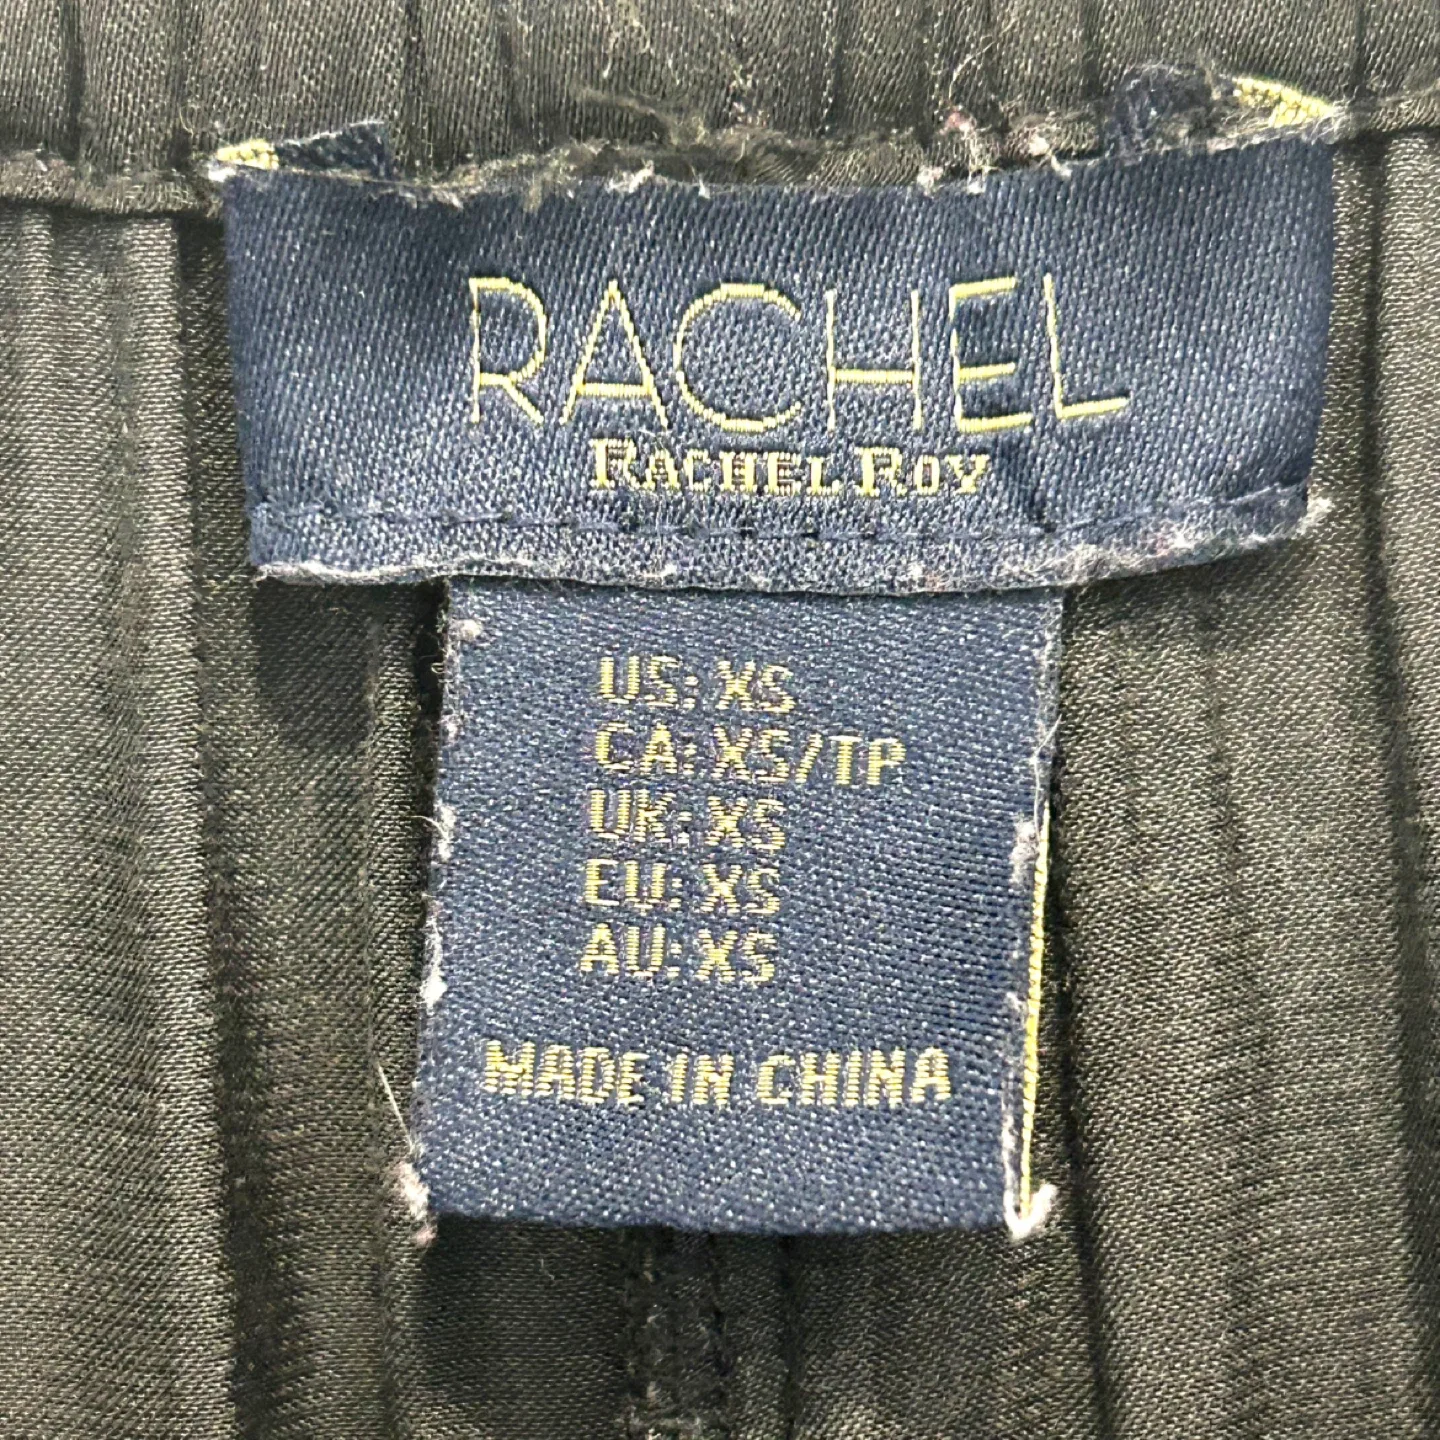 RACHEL
RACHEL ROY
US: XS
CA: XS/TP
UK: XS
EU: XS
AU: XS
MADE IN CHINA